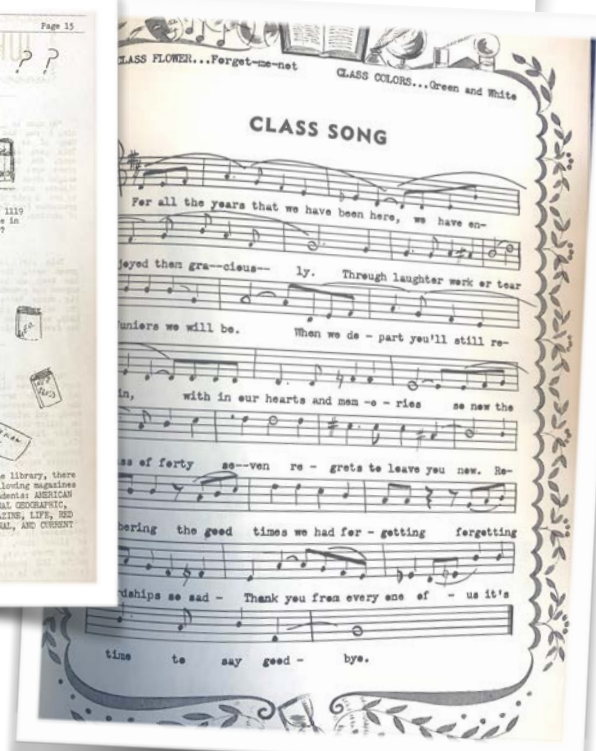 Page 15
? ?
1119
e in
?
e library, there
lowing magazines
dents: AMERICAN
AL GEOGRAPHIC,
AZINE, LIFE, RED
NAL, AND CURRENT
CLASS FLOWER...Forget-me-not
CLASS COLORS...Green and White
CLASS SONG
For all the years that we have been here, we have en-
joyed them gra--cious-- ly. Through laughter work or tear
uniors we will be. When we de - part you'll still re-
in, with in our hearts and mem -o - ries so now the
ss of forty se--ven re - grets to leave you now. Re-
bering the good times we had for - getting forgetting
rdships so sad - Thank you from every one of - us it's
time to say good - bye.